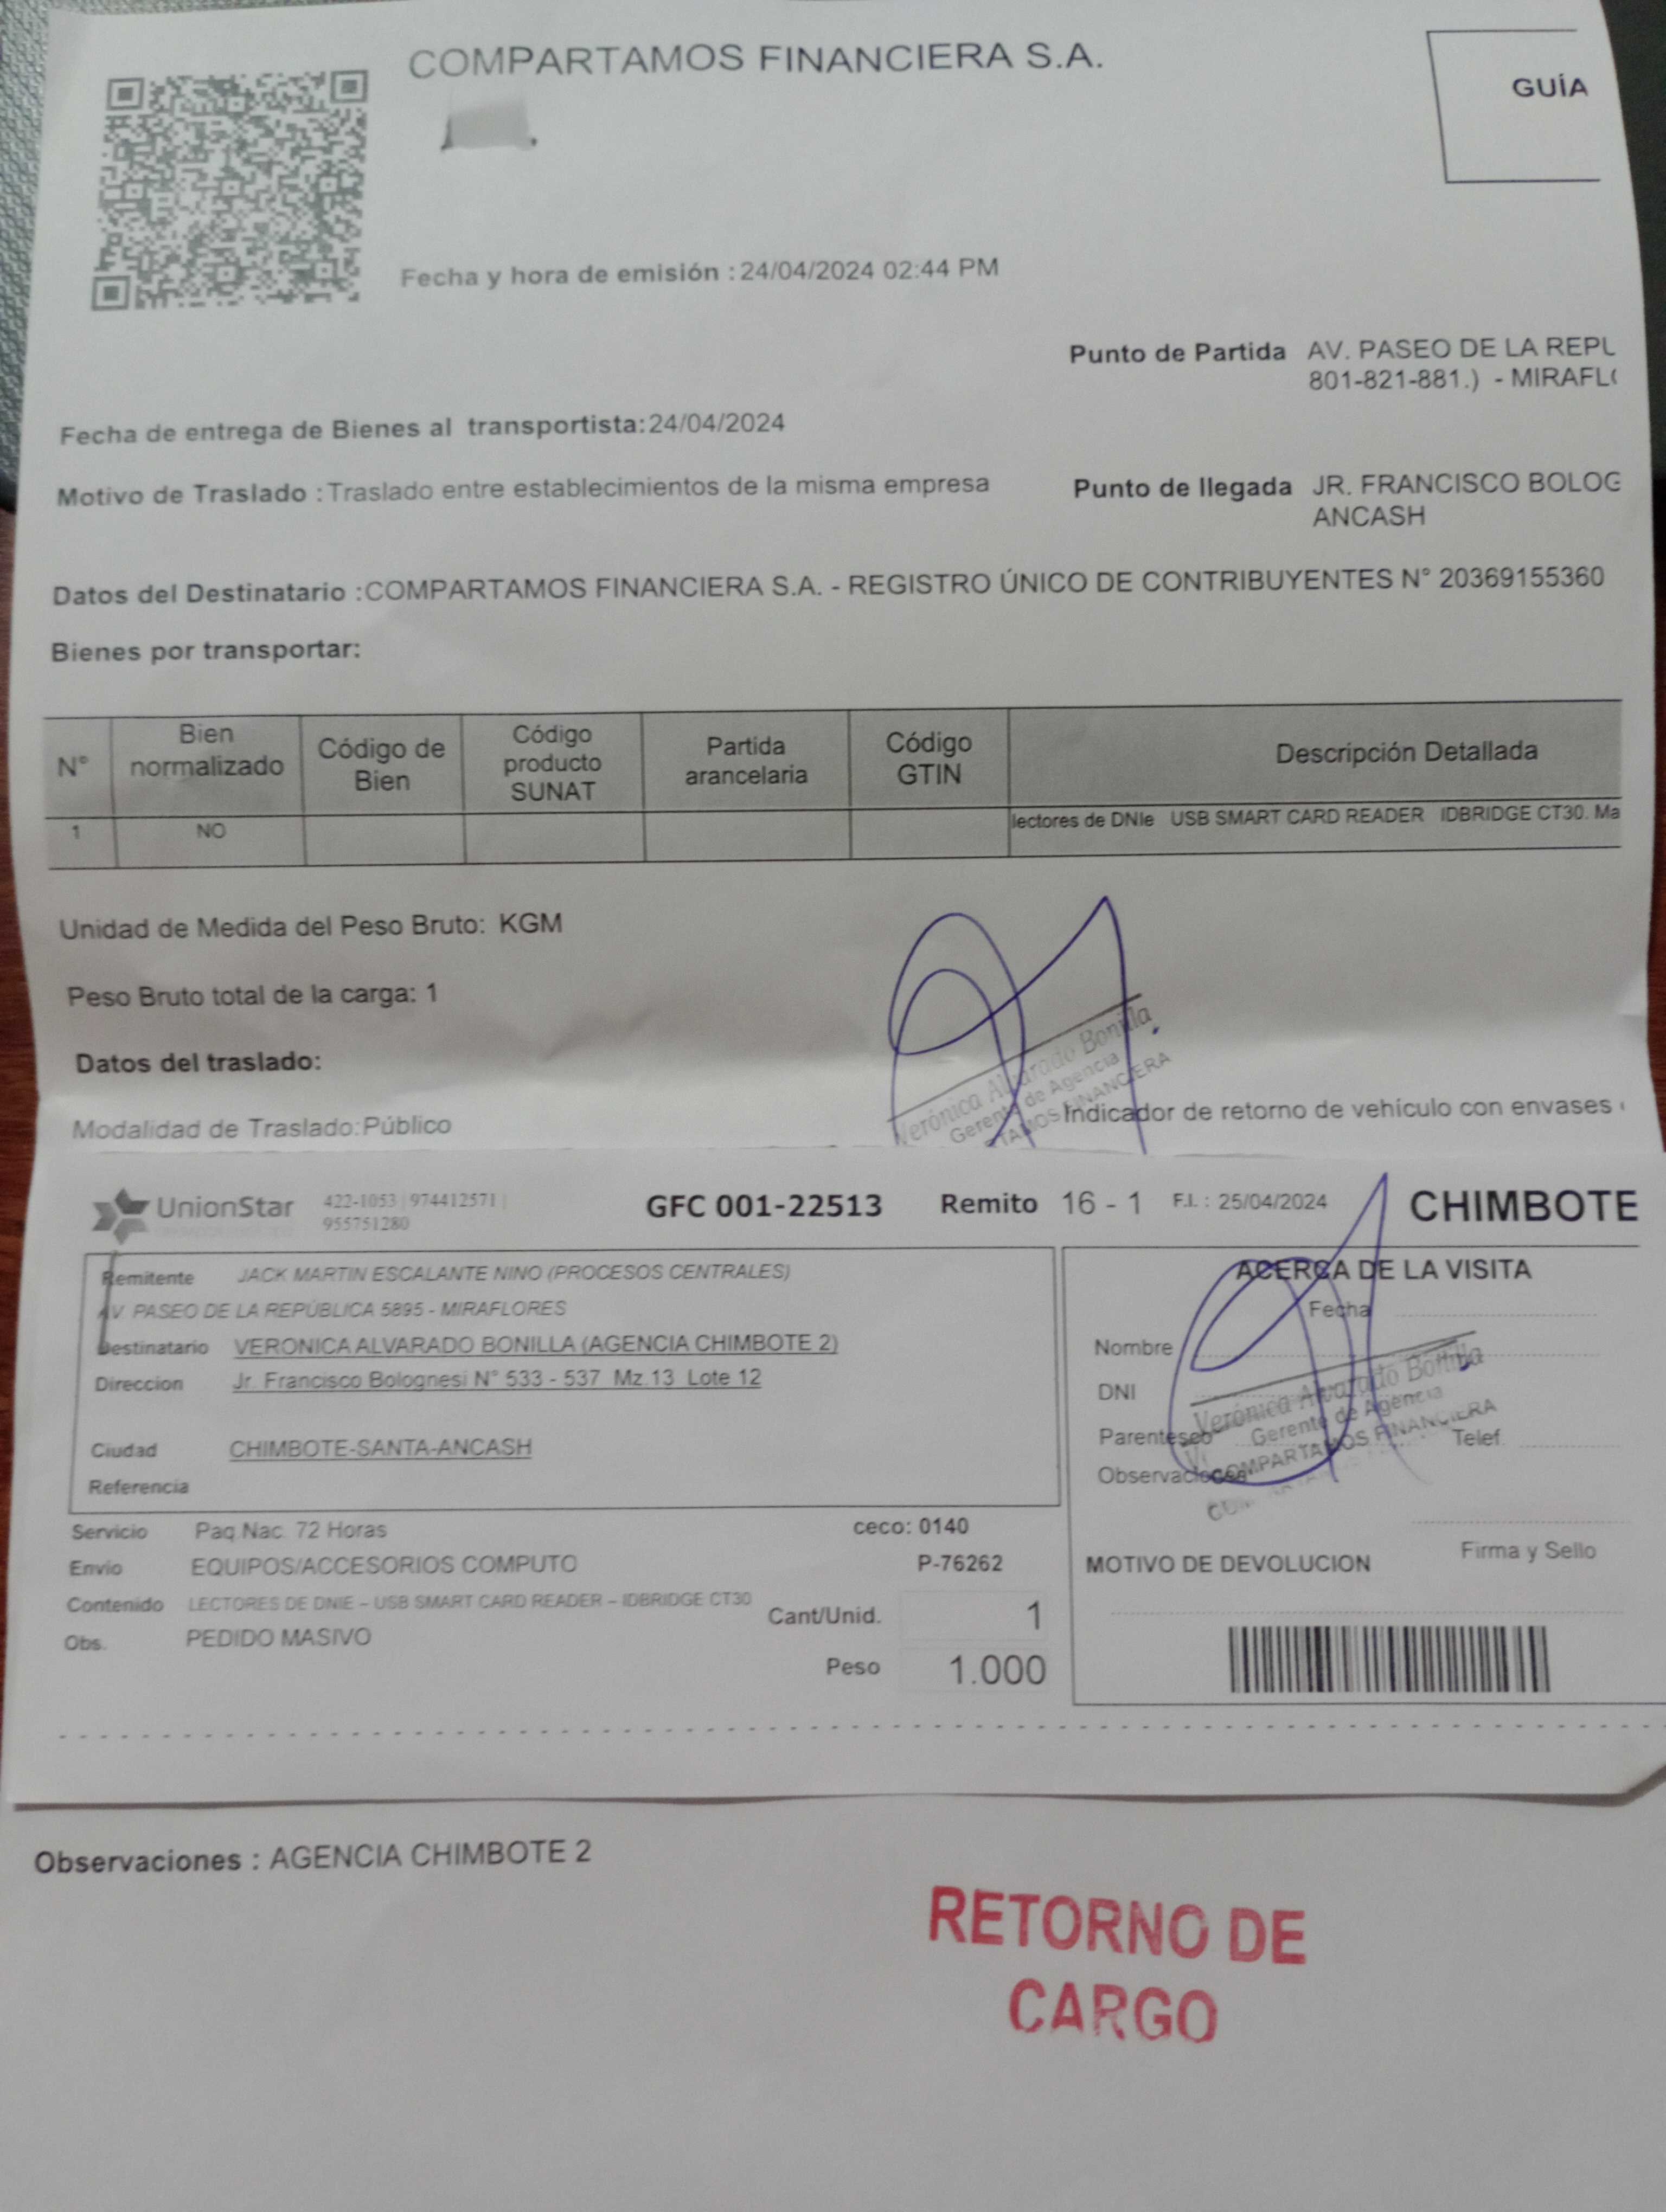 COMPARTAMOS FINANCIERA S.A.
GUÍA
Fecha y hora de emisión : 24/04/2024 02:44 PM
Punto de Partida AV. PASEO DE LA REPU
801-821-881.) - MIRAFLO
Fecha de entrega de Bienes al transportista:24/04/2024
Motivo de Traslado : Traslado entre establecimientos de la misma empresa
Punto de llegada JR. FRANCISCO BOLOG
ANCASH
Datos del Destinatario :COMPARTAMOS FINANCIERA S.A. - REGISTRO ÚNICO DE CONTRIBUYENTES N° 20369155360
Bienes por transportar:
N° Bien normalizado Código de Bien Código producto SUNAT Partida arancelaria Código GTIN Descripción Detallada
1 NO lectores de DNIe USB SMART CARD READER IDBRIDGE CT30. Ma
Unidad de Medida del Peso Bruto: KGM
Peso Bruto total de la carga: 1
Verónica Alvarado Bonilla
Gerente de Agencia
FINANCIERA
Datos del traslado:
Modalidad de Traslado:Público
Indicador de retorno de vehículo con envases
UnionStar 422-1053 | 974412571 |
955751280
GFC 001-22513 Remito 16 - 1 F.I. : 25/04/2024 CHIMBOTE
Remitente JACK MARTIN ESCALANTE NINO (PROCESOS CENTRALES)
AV PASEO DE LA REPÚBLICA 5895 - MIRAFLORES
Destinatario VERONICA ALVARADO BONILLA (AGENCIA CHIMBOTE 2)
Direccion Jr. Francisco Bolognesi N° 533 - 537 Mz.13 Lote 12
Ciudad CHIMBOTE-SANTA-ANCASH
Referencia
ACERCA DE LA VISITA
Fecha
Nombre
DNI
Parentesco Telef.
Observaciones
Verónica Alvarado Bonilla
Gerente de Agencia
COMPARTAMOS FINANCIERA
Firma y Sello
MOTIVO DE DEVOLUCION
Servicio Paq.Nac. 72 Horas ceco: 0140
Envio EQUIPOS/ACCESORIOS COMPUTO P-76262
Contenido LECTORES DE DNIE – USB SMART CARD READER – IDBRIDGE CT30
Cant/Unid. 1
Obs. PEDIDO MASIVO
Peso 1.000
Observaciones : AGENCIA CHIMBOTE 2
RETORNO DE
CARGO